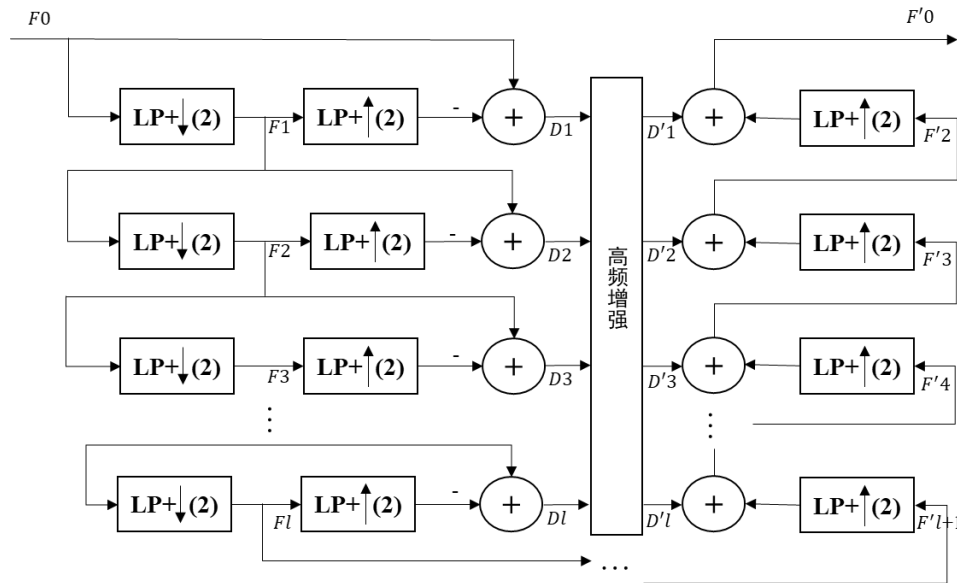 F0
F'0
LP+↓(2)
F1
LP+↑(2)
-
+
D1
D'1
+
LP+↑(2)
F'2
LP+↓(2)
F2
LP+↑(2)
-
+
D2
高频增强
D'2
+
LP+↑(2)
F'3
LP+↓(2)
F3
LP+↑(2)
-
+
D3
D'3
+
LP+↑(2)
F'4
⋮
⋮
⋮
LP+↓(2)
Fl
LP+↑(2)
-
+
Dl
D'l
+
LP+↑(2)
F'l+1
...